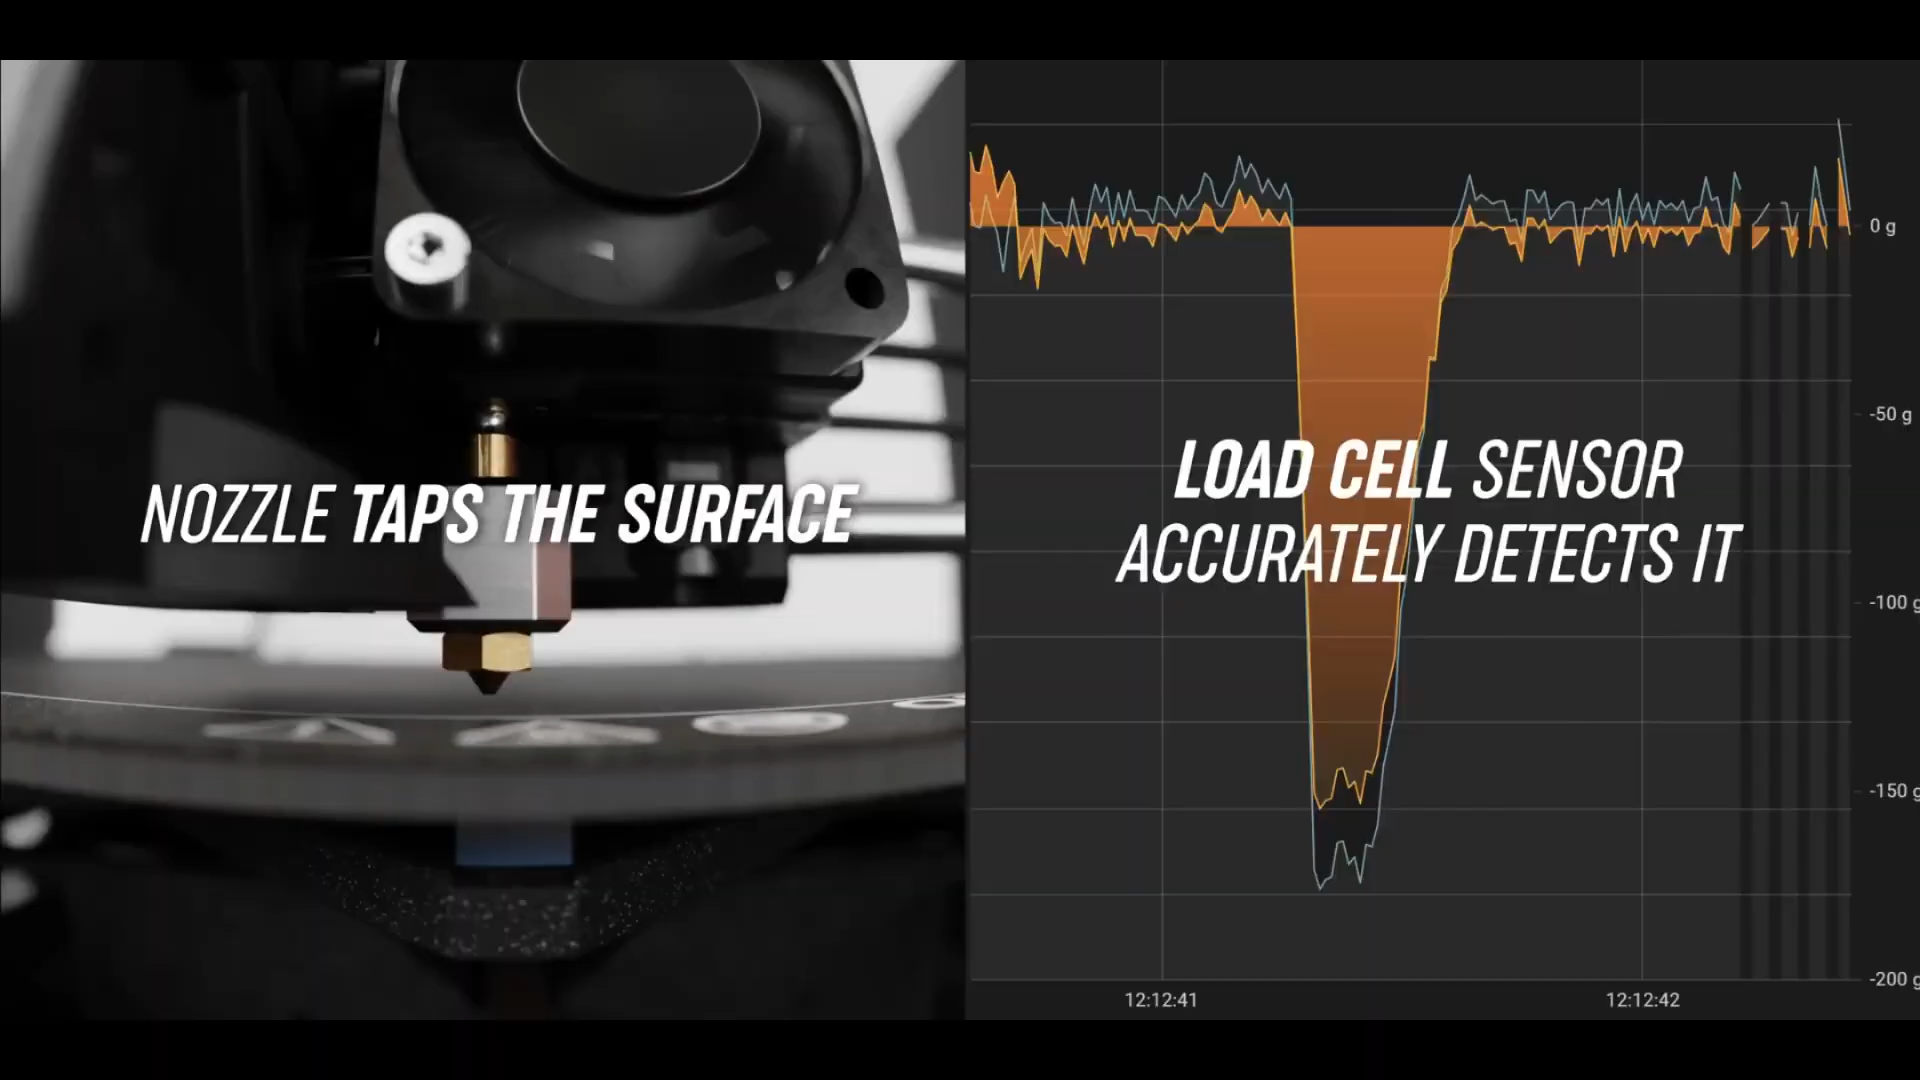 NOZZLE TAPS THE SURFACE
LOAD CELL SENSOR
ACCURATELY DETECTS IT
0 g
-50 g
-100 g
-150 g
-200 g
12:12:41
12:12:42